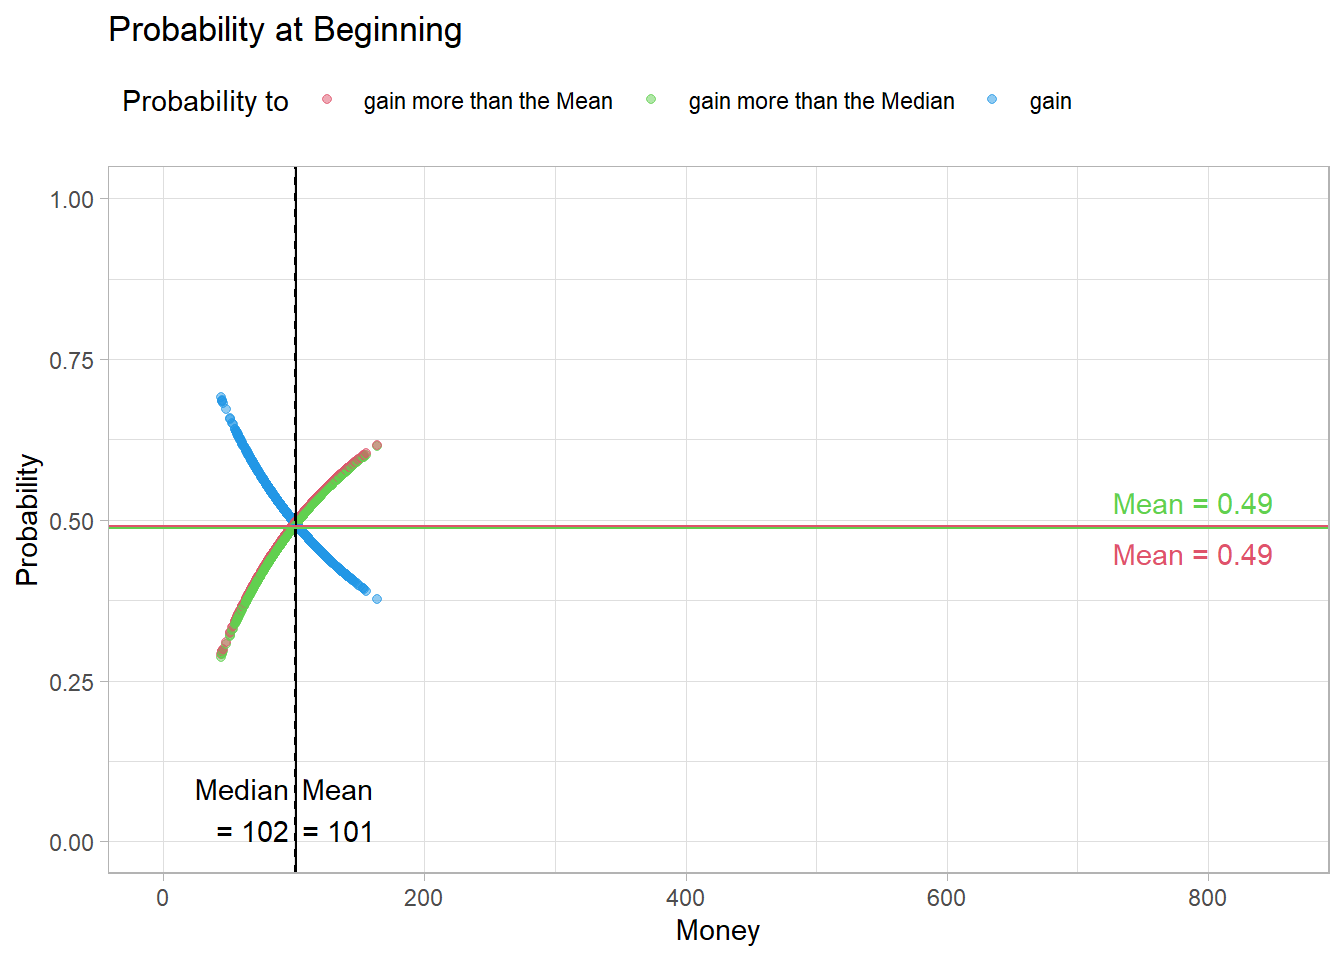 Probability at Beginning
Probability to gain more than the Mean gain more than the Median gain
1.00
0.75
0.50
0.25
0.00
Probability
Mean = 0.49
Mean = 0.49
Median Mean
= 102 = 101
0 200 400 600 800
Money